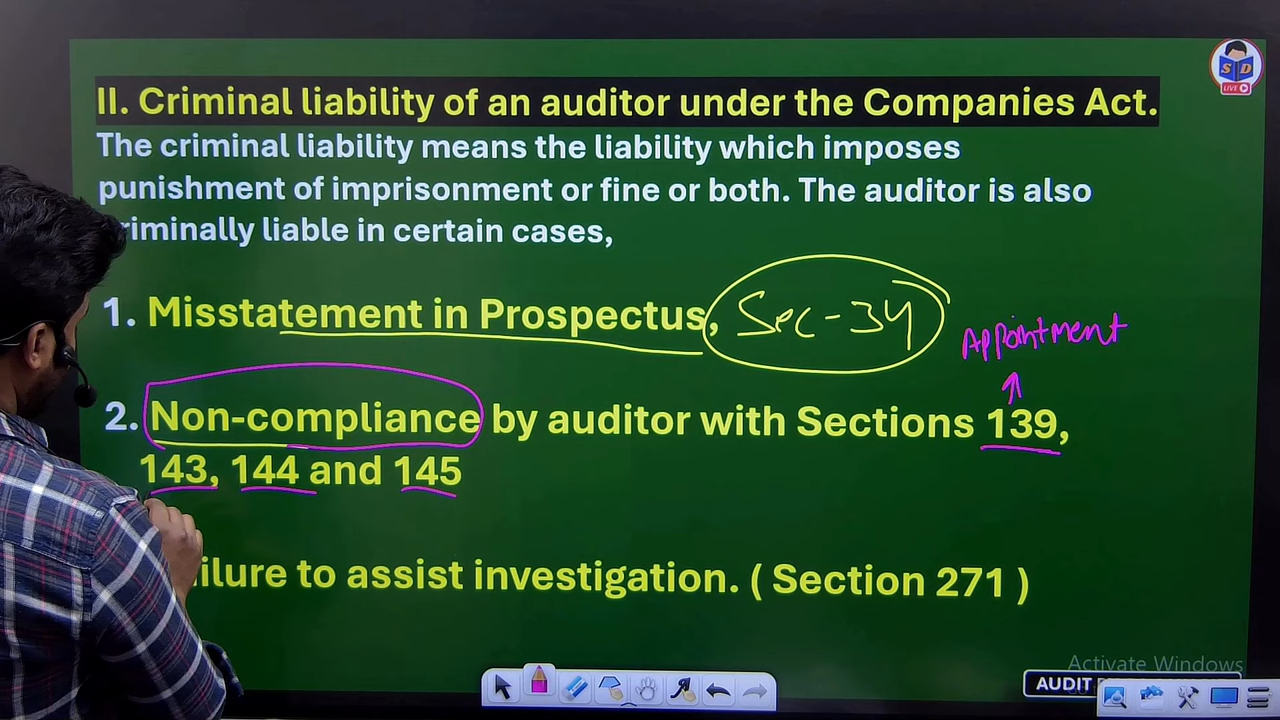 II. Criminal liability of an auditor under the Companies Act.
The criminal liability means the liability which imposes
punishment of imprisonment or fine or both. The auditor is also
criminally liable in certain cases,
1. Misstatement in Prospectus, Sec-34
Appointment
2. Non-compliance by auditor with Sections 139,
143, 144 and 145
ilure to assist investigation. ( Section 271 )
S D
LIVE
Activate Windows
AUDIT